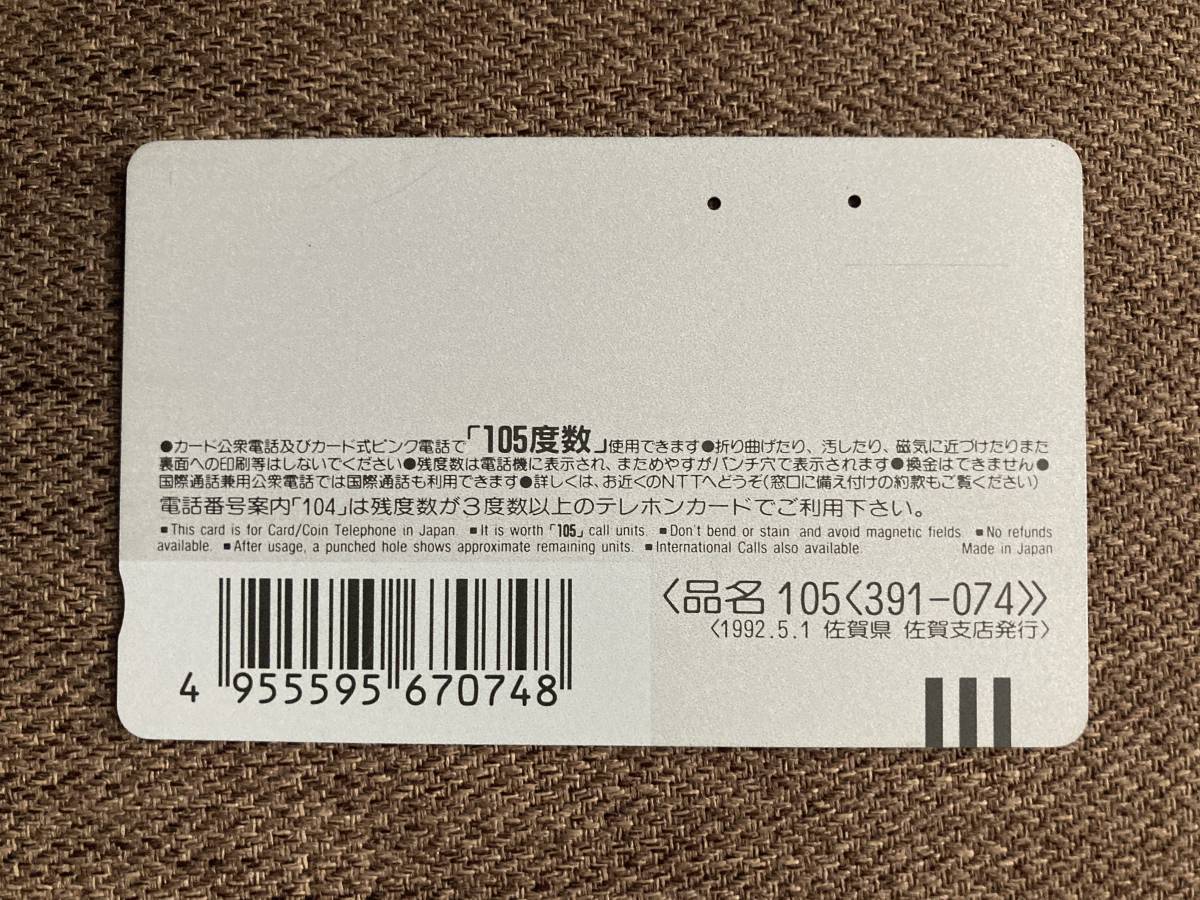 ●カード公衆電話及びカード式ピンク電話で「105度数」使用できます●折り曲げたり、汚したり、磁気に近づけたりまた
裏面への印刷等はしないでください●残度数は電話機に表示され、まためやすがパンチ穴で表示されます●換金はできません●
国際通話兼用公衆電話では国際通話も利用できます●詳しくは、お近くのNTTへどうぞ(窓口に備え付けの約款もご覧ください)
電話番号案内「104」は残度数が3度数以上のテレホンカードでご利用下さい。
■This card is for Card/Coin Telephone in Japan. ■It is worth「105」call units. ■Don't bend or stain and avoid magnetic fields. ■No refunds
available. ■After usage, a punched hole shows approximate remaining units. ■International Calls also available. Made in Japan
〈品名 105〈391-074〉〉
〈1992.5.1 佐賀県 佐賀支店発行〉
4 955595 670748